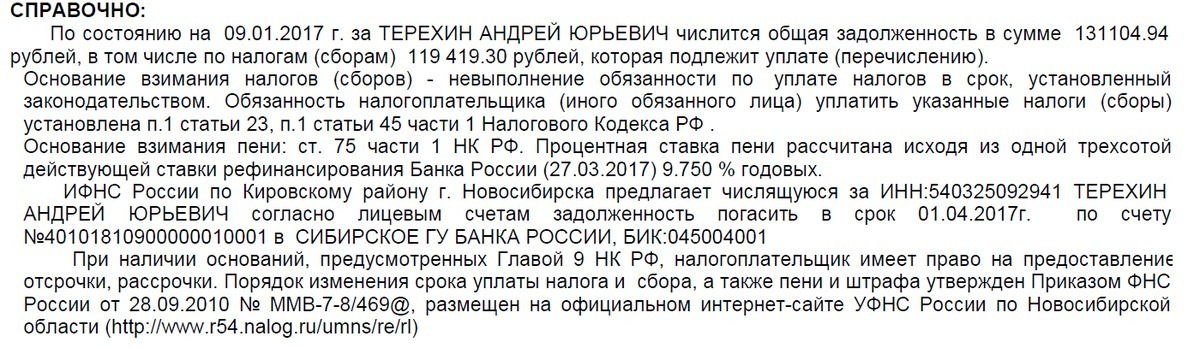 СПРАВОЧНО:
По состоянию на 09.01.2017 г. за ТЕРЕХИН АНДРЕЙ ЮРЬЕВИЧ числится общая задолженность в сумме 131104.94
рублей, в том числе по налогам (сборам) 119 419.30 рублей, которая подлежит уплате (перечислению).
Основание взимания налогов (сборов) - невыполнение обязанности по уплате налогов в срок, установленный
законодательством. Обязанность налогоплательщика (иного обязанного лица) уплатить указанные налоги (сборы)
установлена п.1 статьи 23, п.1 статьи 45 части 1 Налогового Кодекса РФ .
Основание взимания пени: ст. 75 части 1 НК РФ. Процентная ставка пени рассчитана исходя из одной трехсотой
действующей ставки рефинансирования Банка России (27.03.2017) 9.750 % годовых.
ИФНС России по Кировскому району г. Новосибирска предлагает числящуюся за ИНН:540325092941 ТЕРЕХИН
АНДРЕЙ ЮРЬЕВИЧ согласно лицевым счетам задолженность погасить в срок 01.04.2017г. по счету
№40101810900000010001 в СИБИРСКОЕ ГУ БАНКА РОССИИ, БИК:045004001
При наличии оснований, предусмотренных Главой 9 НК РФ, налогоплательщик имеет право на предоставление
отсрочки, рассрочки. Порядок изменения срока уплаты налога и сбора, а также пени и штрафа утвержден Приказом ФНС
России от 28.09.2010 № ММВ-7-8/469@, размещен на официальном интернет-сайте УФНС России по Новосибирской
области (http://www.r54.nalog.ru/umns/re/rl)